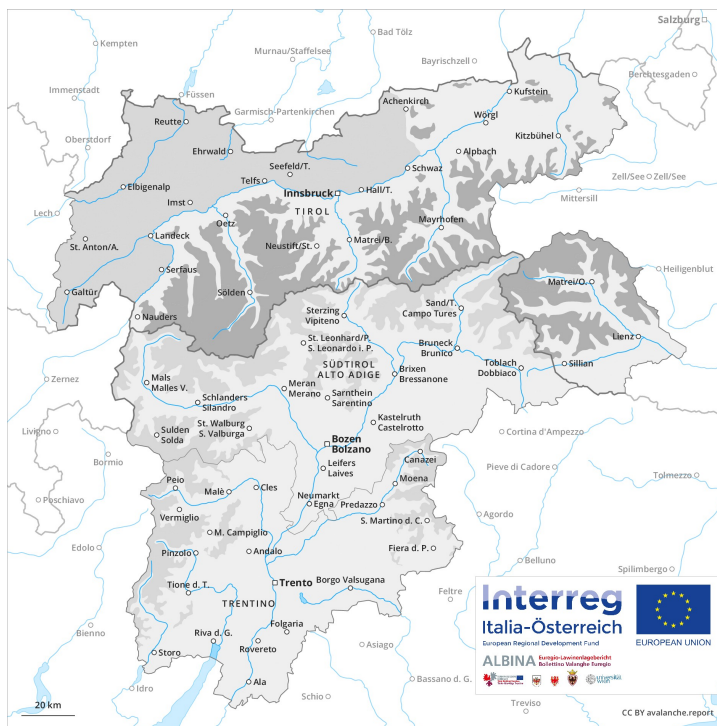 Salzburg
Kempten
Bad Tölz
Murnau/Staffelsee
Bayrischzell
Berchtesgaden
Immenstadt
Füssen
Garmisch-Partenkirchen
Achenkirch
Kufstein
Reutte
Wörgl
Oberstdorf
Kitzbühel
Ehrwald
Alpbach
Seefeld/T.
Schwaz
Zell/See
Zell/See
Telfs
Elbigenalp
Innsbruck
Hall/T.
Mittersill
Imst
TIROL
Lech
Oetz
Mayrhofen
Landeck
Neustift/St.
Matrei/B.
St. Anton/A.
Serfaus
Heiligenblut
Galtür
Sölden
Matrei/O.
Nauders
Sterzing
Vipiteno
Sand/T.
Campo Tures
Lienz
St. Leonhard/P.
S. Leonardo i. P.
Bruneck
Brunico
SÜDTIROL
ALTO ADIGE
Toblach
Dobbiaco
Sillian
Brixen
Bressanone
Zernez
Mals
Malles V.
Meran
Merano
Schlanders
Silandro
Sarnthein
Sarentino
St. Walburg
S. Valburga
Kastelruth
Castelrotto
Livigno
Sulden
Solda
Bozen
Bolzano
Cortina d'Ampezzo
Bormio
Canazei
Leifers
Laives
Pieve di Cadore
Peio
Moena
Tolmezzo
Malè
Cles
Neumarkt
Egna
Predazzo
Poschiavo
Vermiglio
S. Martino d. C.
Agordo
M. Campiglio
Edolo
Pinzolo
Andalo
Fiera d. P.
Belluno
Tione d. T.
Trento
Borgo Valsugana
Spilimbergo
Feltre
TRENTINO
Folgaria
Bienno
Riva d. G.
Rovereto
Storo
Asiago
Idro
Ala
Bassano d. G.
Schio
Treviso
Interreg
Italia-Österreich
European Regional Development Fund
EUROPEAN UNION
ALBINA
Euregio-Lawinenlagebericht
Bollettino Valanghe Euregio
universität
wien
20 km
CC BY avalanche.report